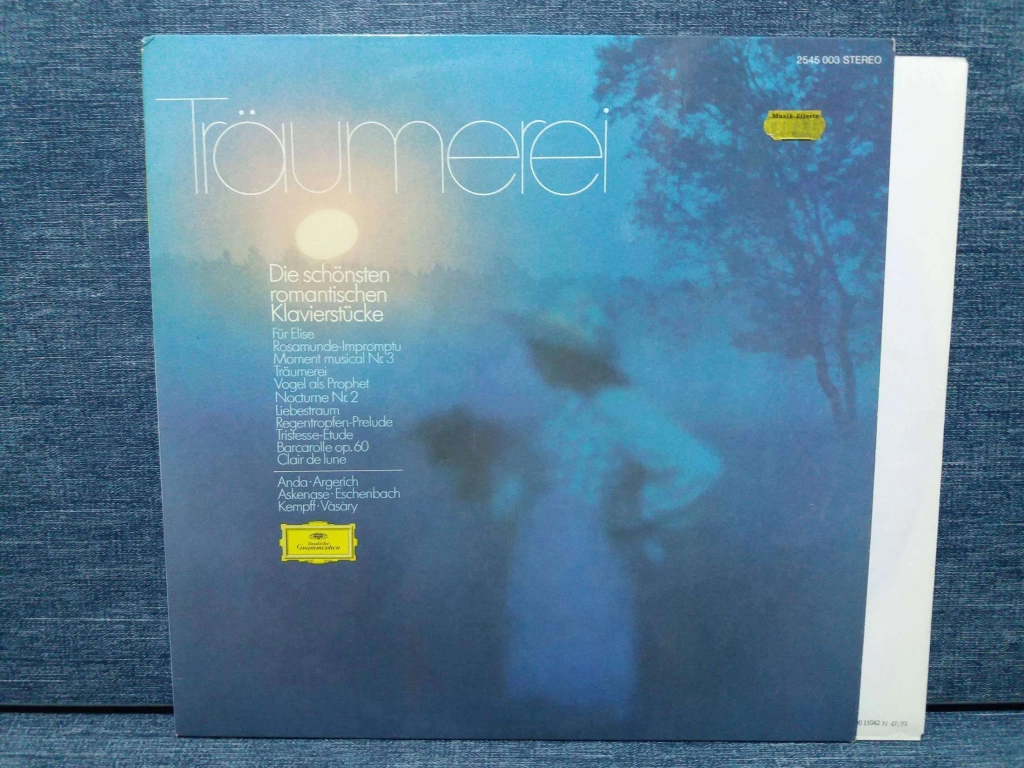 2545 003 STEREO
Musik-Ellerts
Träumerei
Die schönsten
romantischen
Klavierstücke
Für Elise
Rosamunde-Impromptu
Moment musical Nr. 3
Träumerei
Vogel als Prophet
Nocturne Nr. 2
Liebestraum
Regentropfen-Prelude
Tristesse-Etude
Barcarolle op. 60
Clair de lune
Anda · Argerich
Askenase · Eschenbach
Kempff · Vasáry
Deutsche
Grammophon